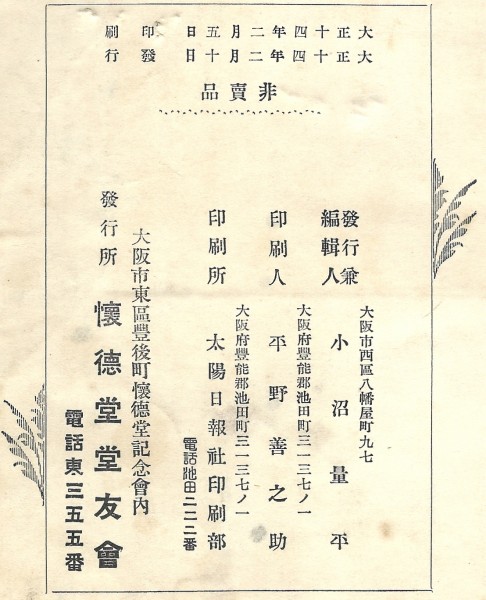 大正十四年二月五日印刷
大正十四年二月十日發行
非賣品
大阪市西區八幡屋町九七
發行兼編輯人 小沼量平
大阪府豐能郡池田町三一三七ノ一
印刷人 平野善之助
大阪府豐能郡池田町三一三七ノ一
印刷所 太陽日報社印刷部
電話池田二二二番
大阪市東區豐後町懷德堂記念會內
發行所 懷德堂堂友會
電話東三五五番